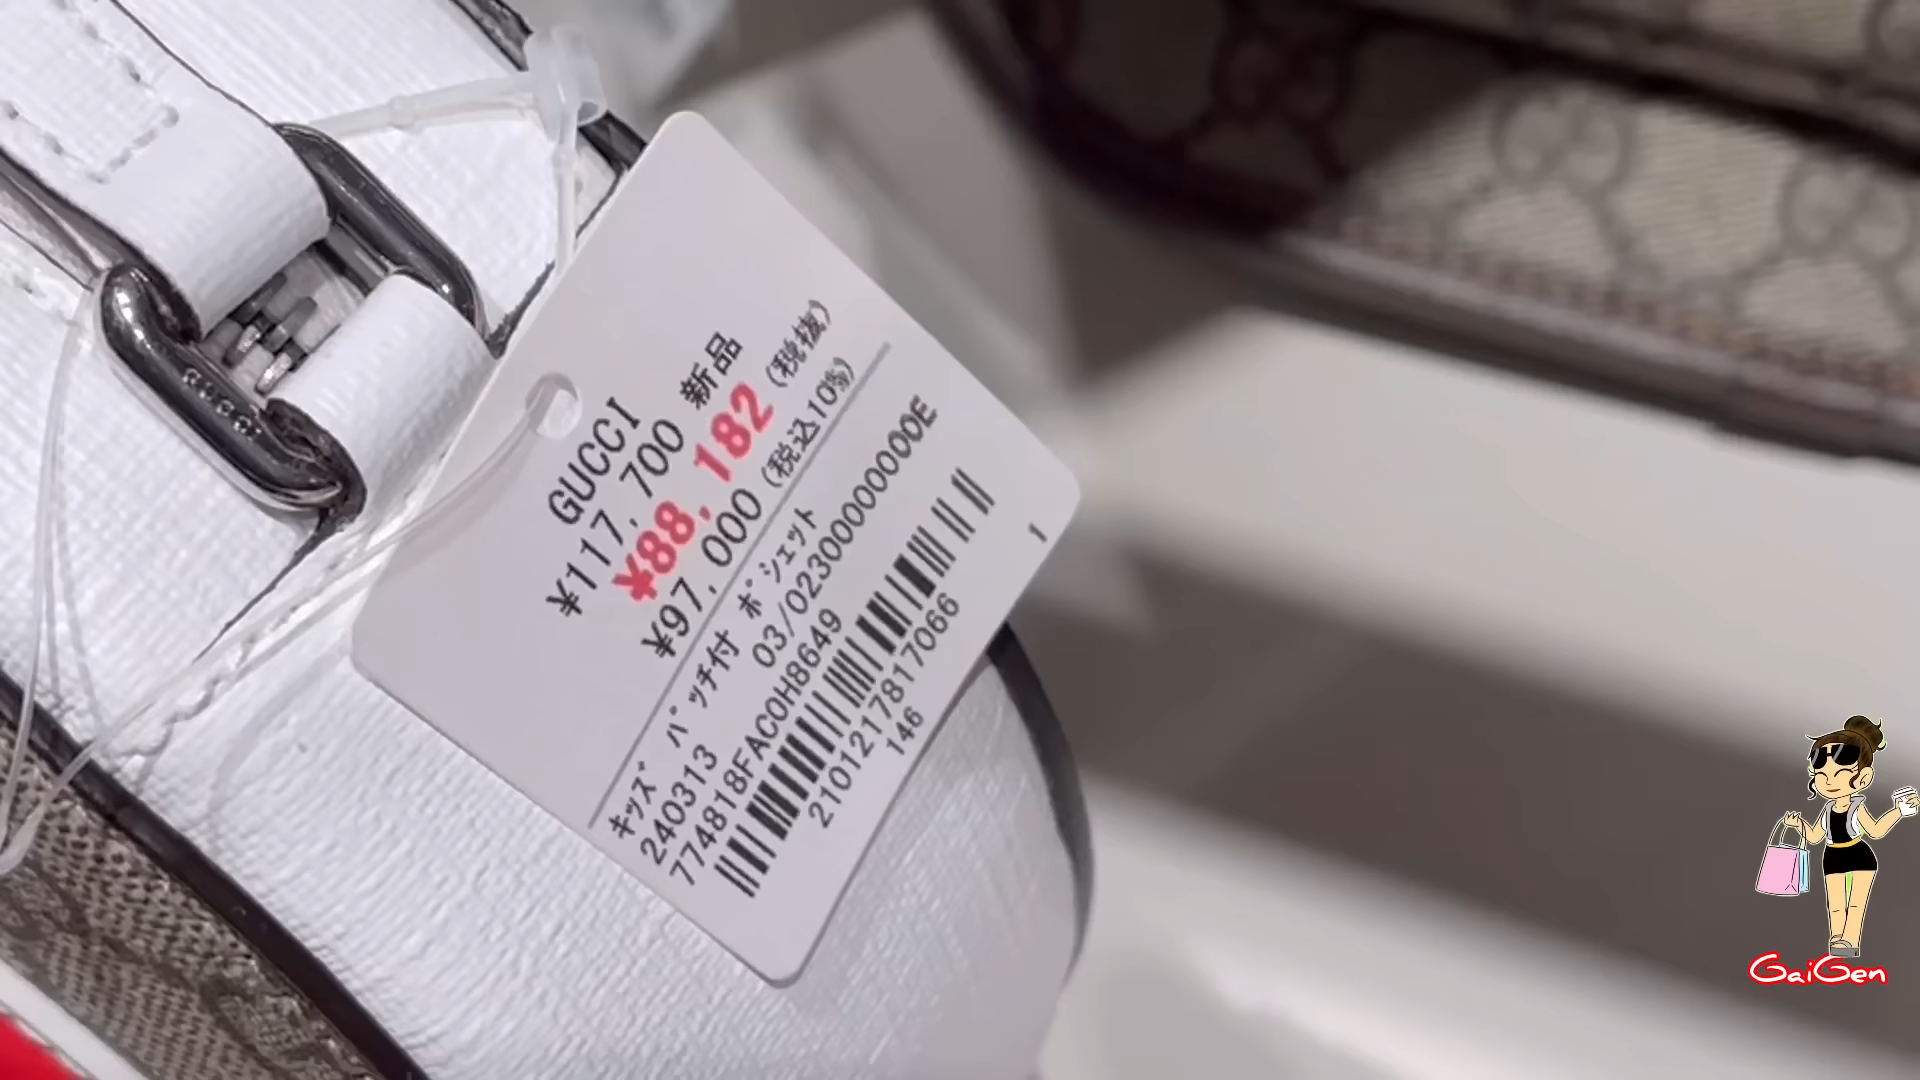 GUCCI
GUCCI 新品
¥117,700
¥88,182 (税抜)
¥97,000 (税込10%)
キッズ パッチ付 ポシェット
240313 03/02300000000E
774818FACOH8649
2101217817066
146 1
GaiGen